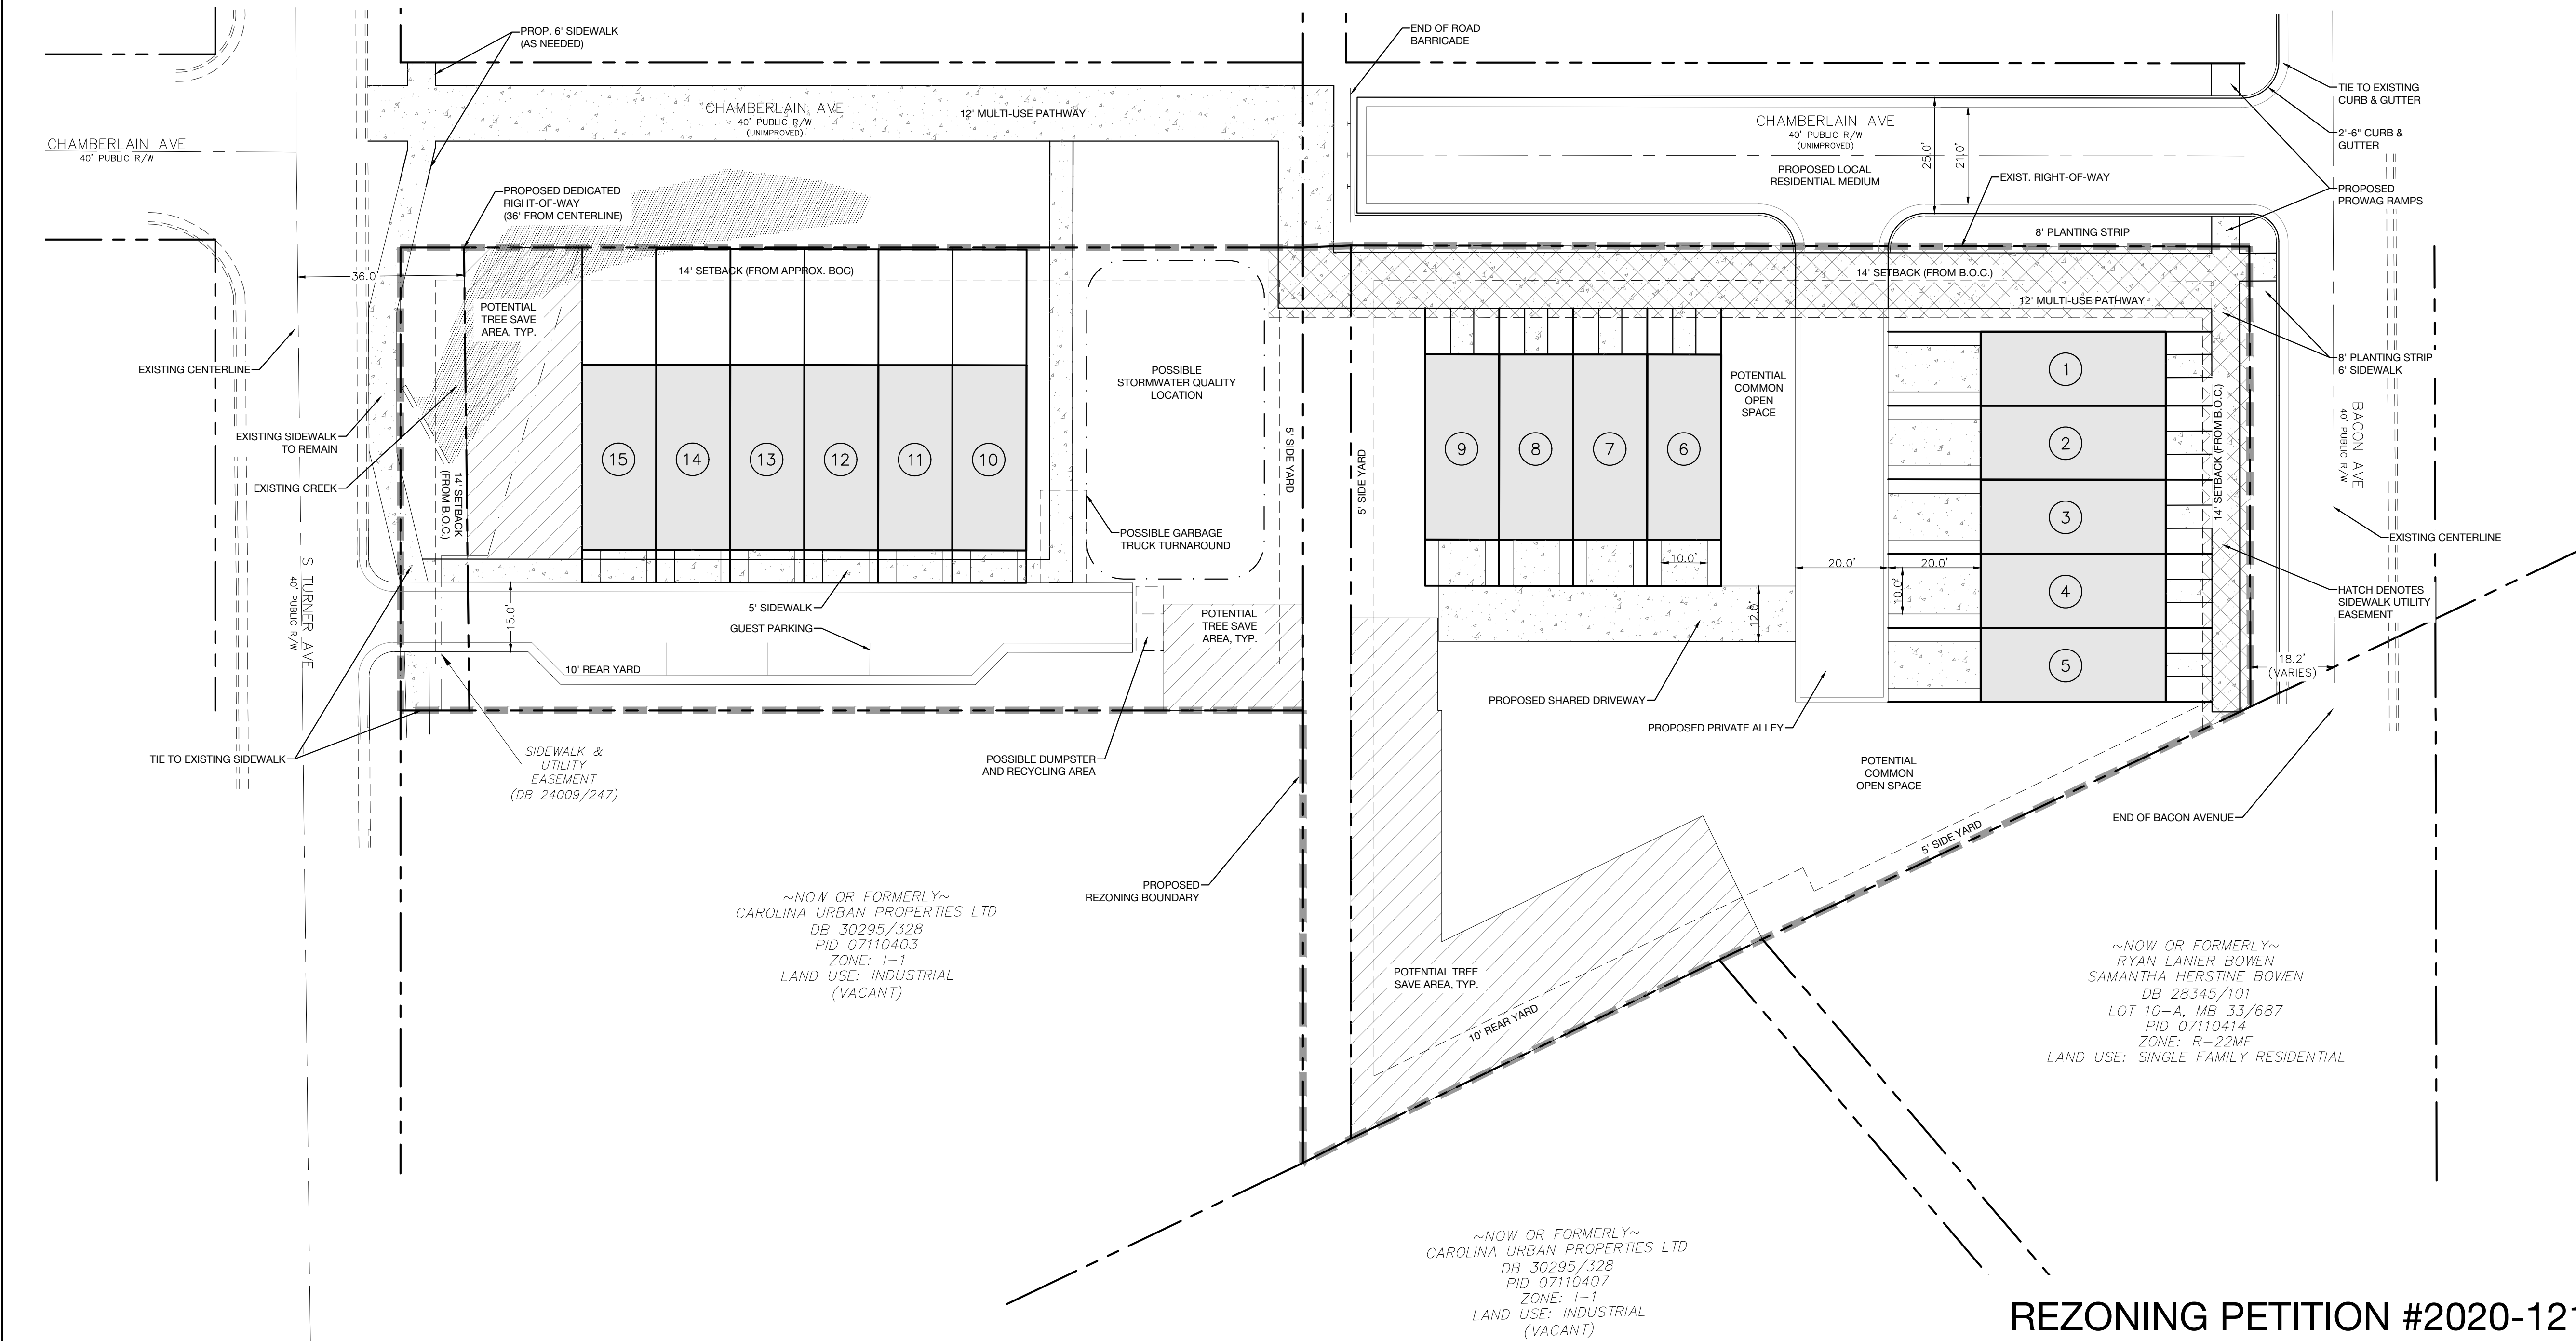 PROP. 6' SIDEWALK
(AS NEEDED)
END OF ROAD
BARRICADE
TIE TO EXISTING
CURB & GUTTER
2'-6" CURB &
GUTTER
PROPOSED
PROWAG RAMPS
CHAMBERLAIN AVE
40' PUBLIC R/W
CHAMBERLAIN AVE
40' PUBLIC R/W
(UNIMPROVED)
12' MULTI-USE PATHWAY
CHAMBERLAIN AVE
40' PUBLIC R/W
(UNIMPROVED)
PROPOSED LOCAL
RESIDENTIAL MEDIUM
25.0'
21.0'
EXIST. RIGHT-OF-WAY
PROPOSED DEDICATED
RIGHT-OF-WAY
(36' FROM CENTERLINE)
8' PLANTING STRIP
36.0'
14' SETBACK (FROM APPROX. BOC)
14' SETBACK (FROM B.O.C.)
12' MULTI-USE PATHWAY
POTENTIAL
TREE SAVE
AREA, TYP.
EXISTING CENTERLINE
POSSIBLE
STORMWATER QUALITY
LOCATION
POTENTIAL
COMMON
OPEN
SPACE
8' PLANTING STRIP
6' SIDEWALK
1
2
3
4
5
15
14
13
12
11
10
9
8
7
6
EXISTING SIDEWALK
TO REMAIN
EXISTING CREEK
14' SETBACK
(FROM B.O.C.)
5' SIDE YARD
5' SIDE YARD
14' SETBACK (FROM B.O.C.)
BACON AVE
40' PUBLIC R/W
EXISTING CENTERLINE
POSSIBLE GARBAGE
TRUCK TURNAROUND
S TURNER AVE
40' PUBLIC R/W
10.0'
20.0'
20.0'
10.0'
12.0'
15.0'
HATCH DENOTES
SIDEWALK UTILITY
EASEMENT
5' SIDEWALK
GUEST PARKING
POTENTIAL
TREE SAVE
AREA, TYP.
10' REAR YARD
18.2'
(VARIES)
PROPOSED SHARED DRIVEWAY
PROPOSED PRIVATE ALLEY
TIE TO EXISTING SIDEWALK
SIDEWALK &
UTILITY
EASEMENT
(DB 24009/247)
POSSIBLE DUMPSTER
AND RECYCLING AREA
POTENTIAL
COMMON
OPEN SPACE
END OF BACON AVENUE
5' SIDE YARD
PROPOSED
REZONING BOUNDARY
~NOW OR FORMERLY~
CAROLINA URBAN PROPERTIES LTD
DB 30295/328
PID 07110403
ZONE: I-1
LAND USE: INDUSTRIAL
(VACANT)
POTENTIAL TREE
SAVE AREA, TYP.
10' REAR YARD
~NOW OR FORMERLY~
RYAN LANIER BOWEN
SAMANTHA HERSTINE BOWEN
DB 28345/101
LOT 10-A, MB 33/687
PID 07110414
ZONE: R-22MF
LAND USE: SINGLE FAMILY RESIDENTIAL
~NOW OR FORMERLY~
CAROLINA URBAN PROPERTIES LTD
DB 30295/328
PID 07110407
ZONE: I-1
LAND USE: INDUSTRIAL
(VACANT)
REZONING PETITION #2020-121